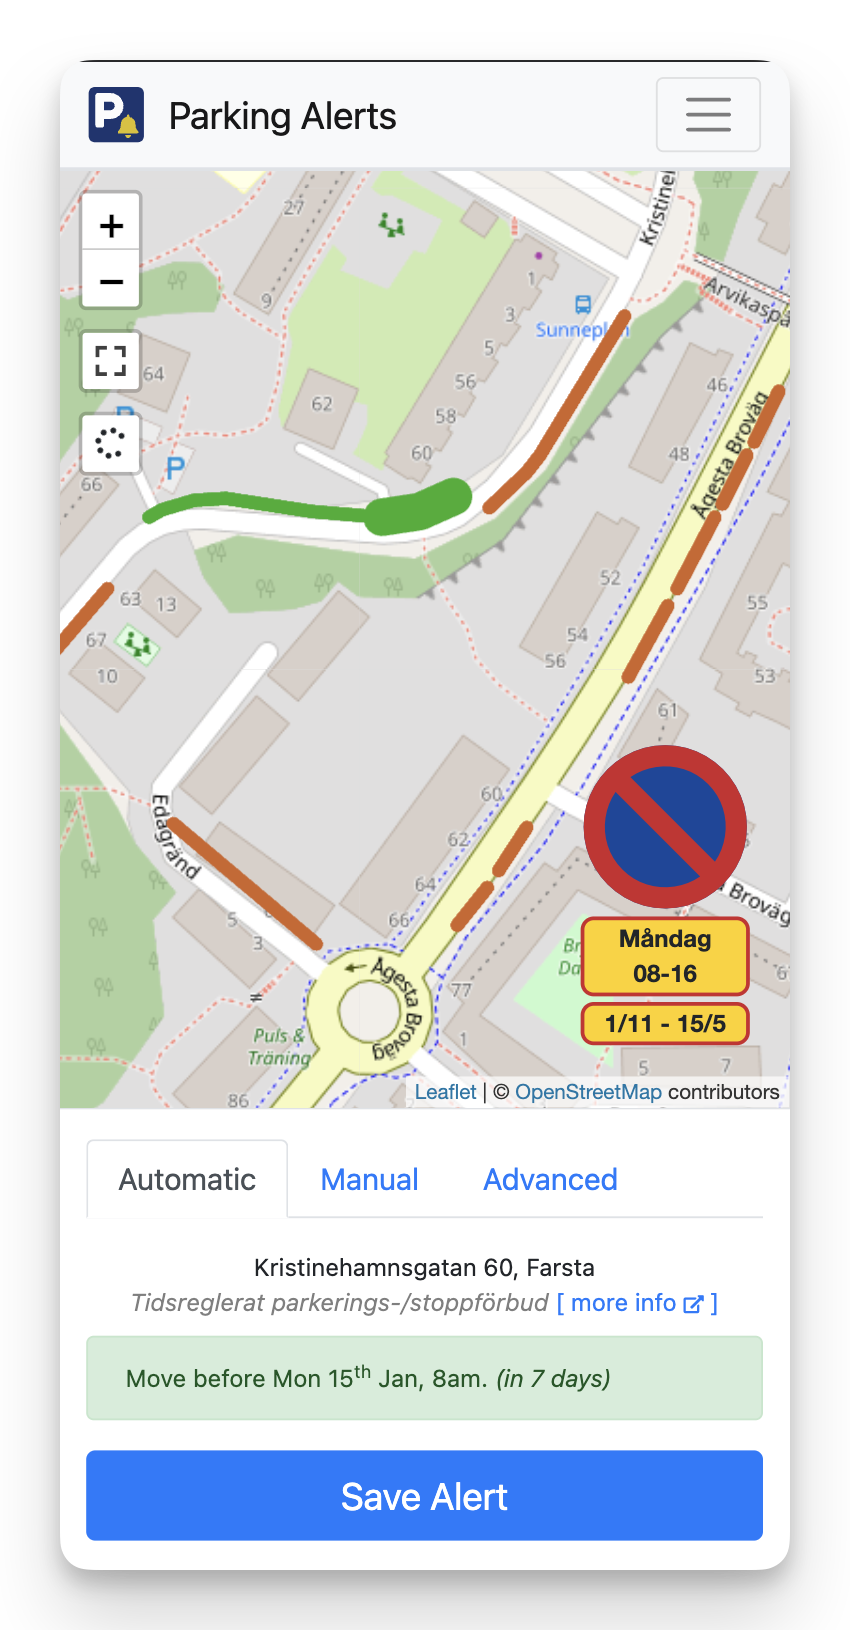 P Parking Alerts
+
−
27
9
Kristine
Arvikaspå
1
3
5
Sunneplan
46
64
62
56
58
60
48
P
P
66
Ågesta Broväg
52
63
13
54
56
55
67
10
53
61
60
Edagränd
62
64
66
Broväg
5
3
Ågesta Broväg
77
Måndag
08-16
1/11 - 15/5
≠
Puls &
Träning
1
5
7
86
Leaflet | © OpenStreetMap contributors
Automatic
Manual
Advanced
Kristinehamnsgatan 60, Farsta
Tidsreglerat parkerings-/stoppförbud [ more info ]
Move before Mon 15th Jan, 8am. (in 7 days)
Save Alert